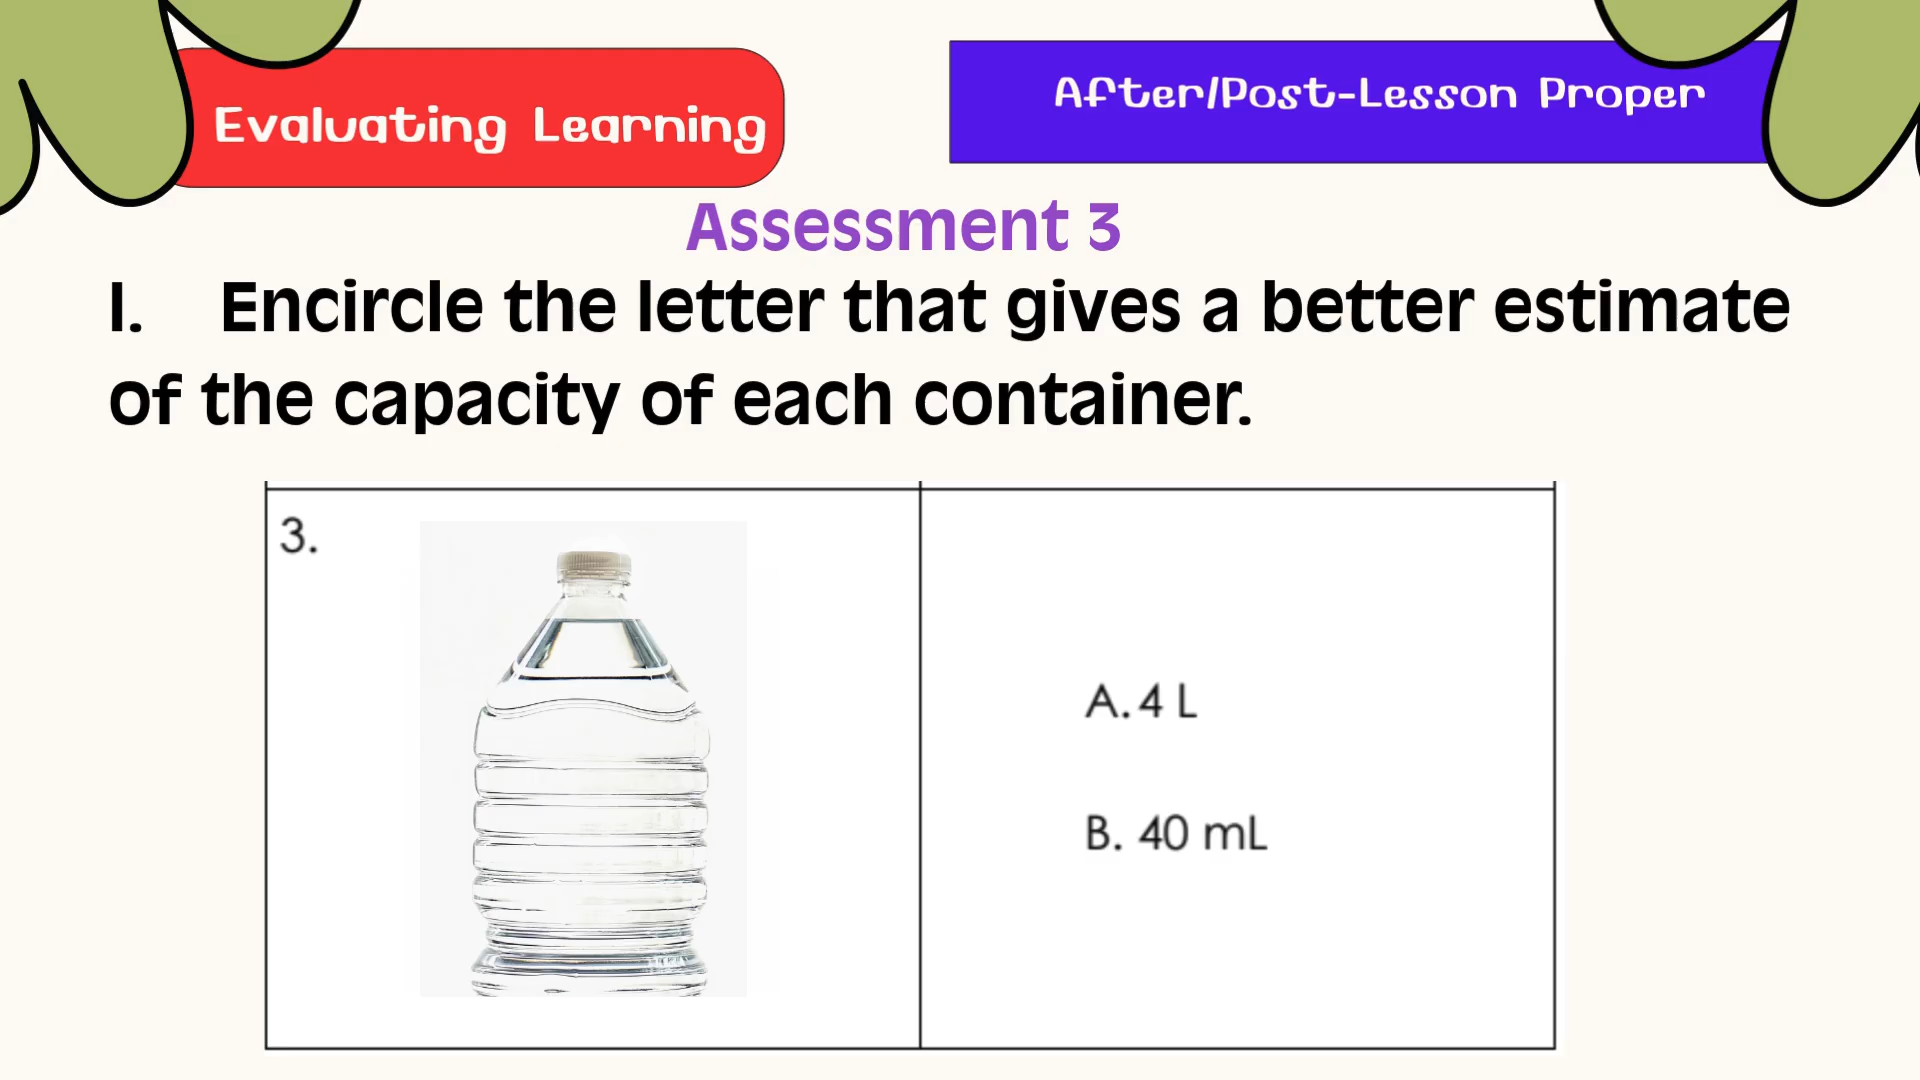 Evaluating Learning
After/Post-Lesson Proper
Assessment 3
I. Encircle the letter that gives a better estimate
of the capacity of each container.
3.
A. 4 L
B. 40 mL